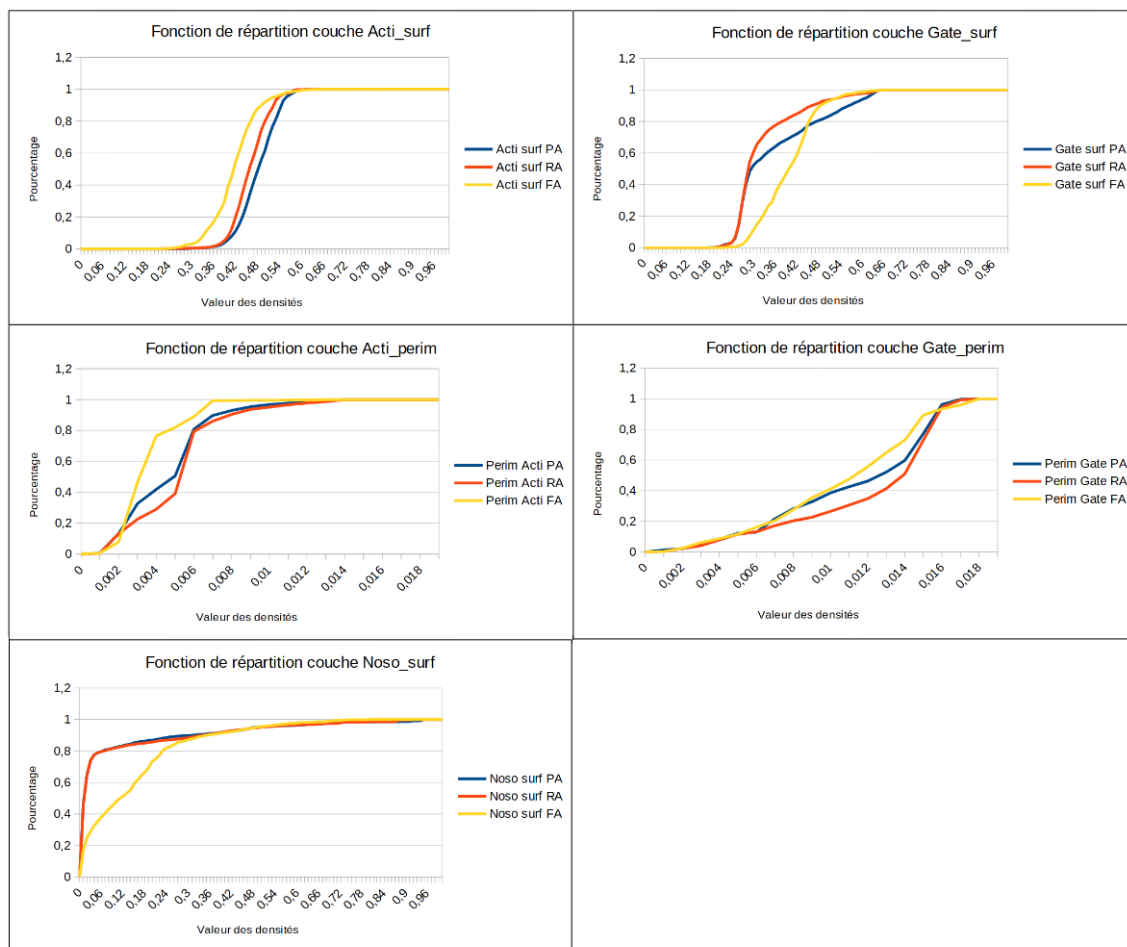 Fonction de répartition couche Acti_surf
1,2
1
0,8
0,6
0,4
0,2
0
Pourcentage
0 0,06 0,12 0,18 0,24 0,3 0,36 0,42 0,48 0,54 0,6 0,66 0,72 0,78 0,84 0,9 0,96
Valeur des densités
Acti surf PA
Acti surf RA
Acti surf FA
Fonction de répartition couche Gate_surf
1,2
1
0,8
0,6
0,4
0,2
0
Pourcentage
0 0,06 0,12 0,18 0,24 0,3 0,36 0,42 0,48 0,54 0,6 0,66 0,72 0,78 0,84 0,9 0,96
Valeur des densités
Gate surf PA
Gate surf RA
Gate surf FA
Fonction de répartition couche Acti_perim
1,2
1
0,8
0,6
0,4
0,2
0
Pourcentage
0 0,002 0,004 0,006 0,008 0,01 0,012 0,014 0,016 0,018
Valeur des densités
Perim Acti PA
Perim Acti RA
Perim Acti FA
Fonction de répartition couche Gate_perim
1,2
1
0,8
0,6
0,4
0,2
0
Pourcentage
0 0,002 0,004 0,006 0,008 0,01 0,012 0,014 0,016 0,018
Valeur des densités
Perim Gate PA
Perim Gate RA
Perim Gate FA
Fonction de répartition couche Noso_surf
1,2
1
0,8
0,6
0,4
0,2
0
Pourcentage
0 0,06 0,12 0,18 0,24 0,3 0,36 0,42 0,48 0,54 0,6 0,66 0,72 0,78 0,84 0,9 0,96
Valeur des densités
Noso surf PA
Noso surf RA
Noso surf FA